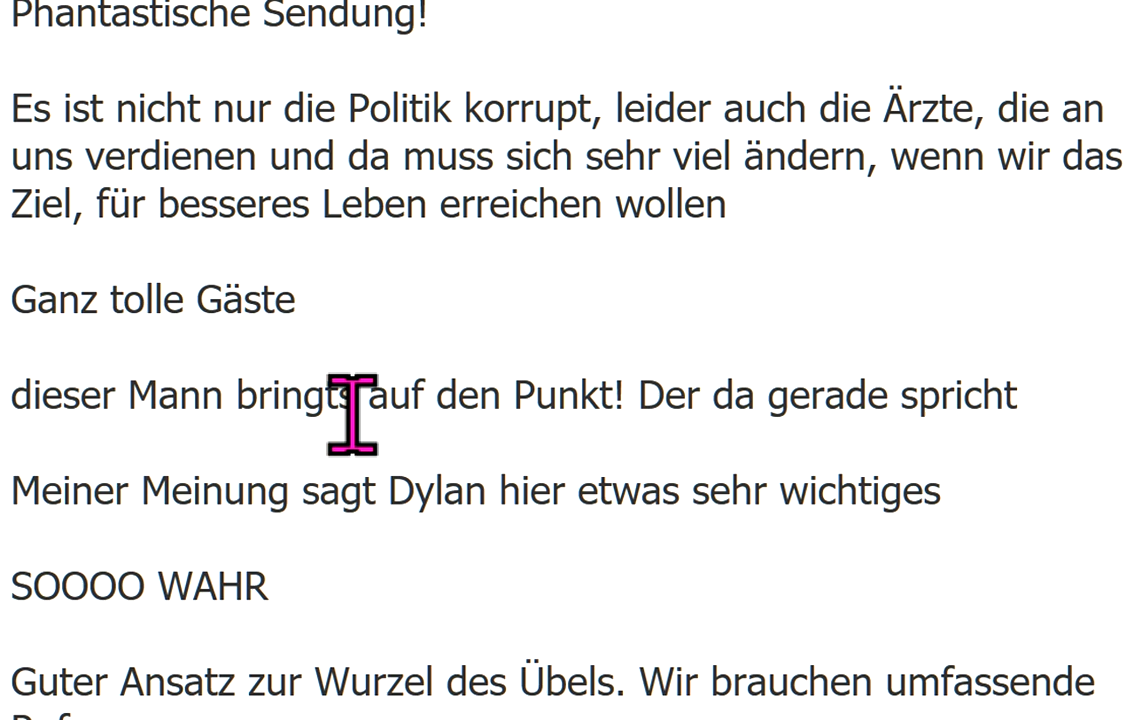 Phantastische Sendung!
Es ist nicht nur die Politik korrupt, leider auch die Ärzte, die an
uns verdienen und da muss sich sehr viel ändern, wenn wir das
Ziel, für besseres Leben erreichen wollen
Ganz tolle Gäste
dieser Mann bringts auf den Punkt! Der da gerade spricht
Meiner Meinung sagt Dylan hier etwas sehr wichtiges
SOOOO WAHR
Guter Ansatz zur Wurzel des Übels. Wir brauchen umfassende